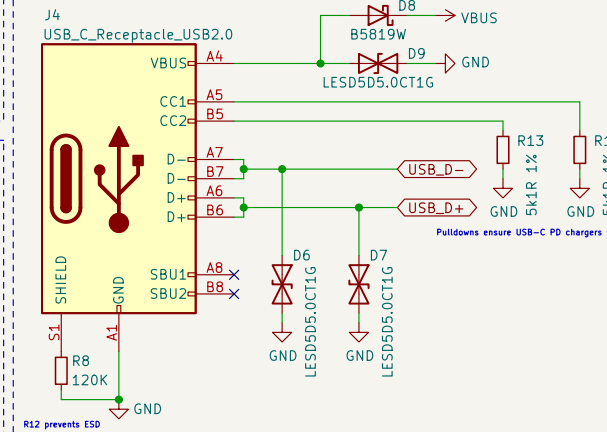 J4
USB_C_Receptacle_USB2.0
D8
VBUS
B5819W
VBUS
A4
D9
GND
LESD5D5.0CT1G
CC1
A5
CC2
B5
R13
5k1R 1%
GND
GND
D-
A7
D-
B7
USB_D-
D+
A6
D+
B6
USB_D+
Pulldowns ensure USB-C PD chargers
D6
LESD5D5.0CT1G
GND
D7
LESD5D5.0CT1G
GND
SBU1
A8
SBU2
B8
SHIELD
GND
S1
A1
R8
120K
GND
R12 prevents ESD